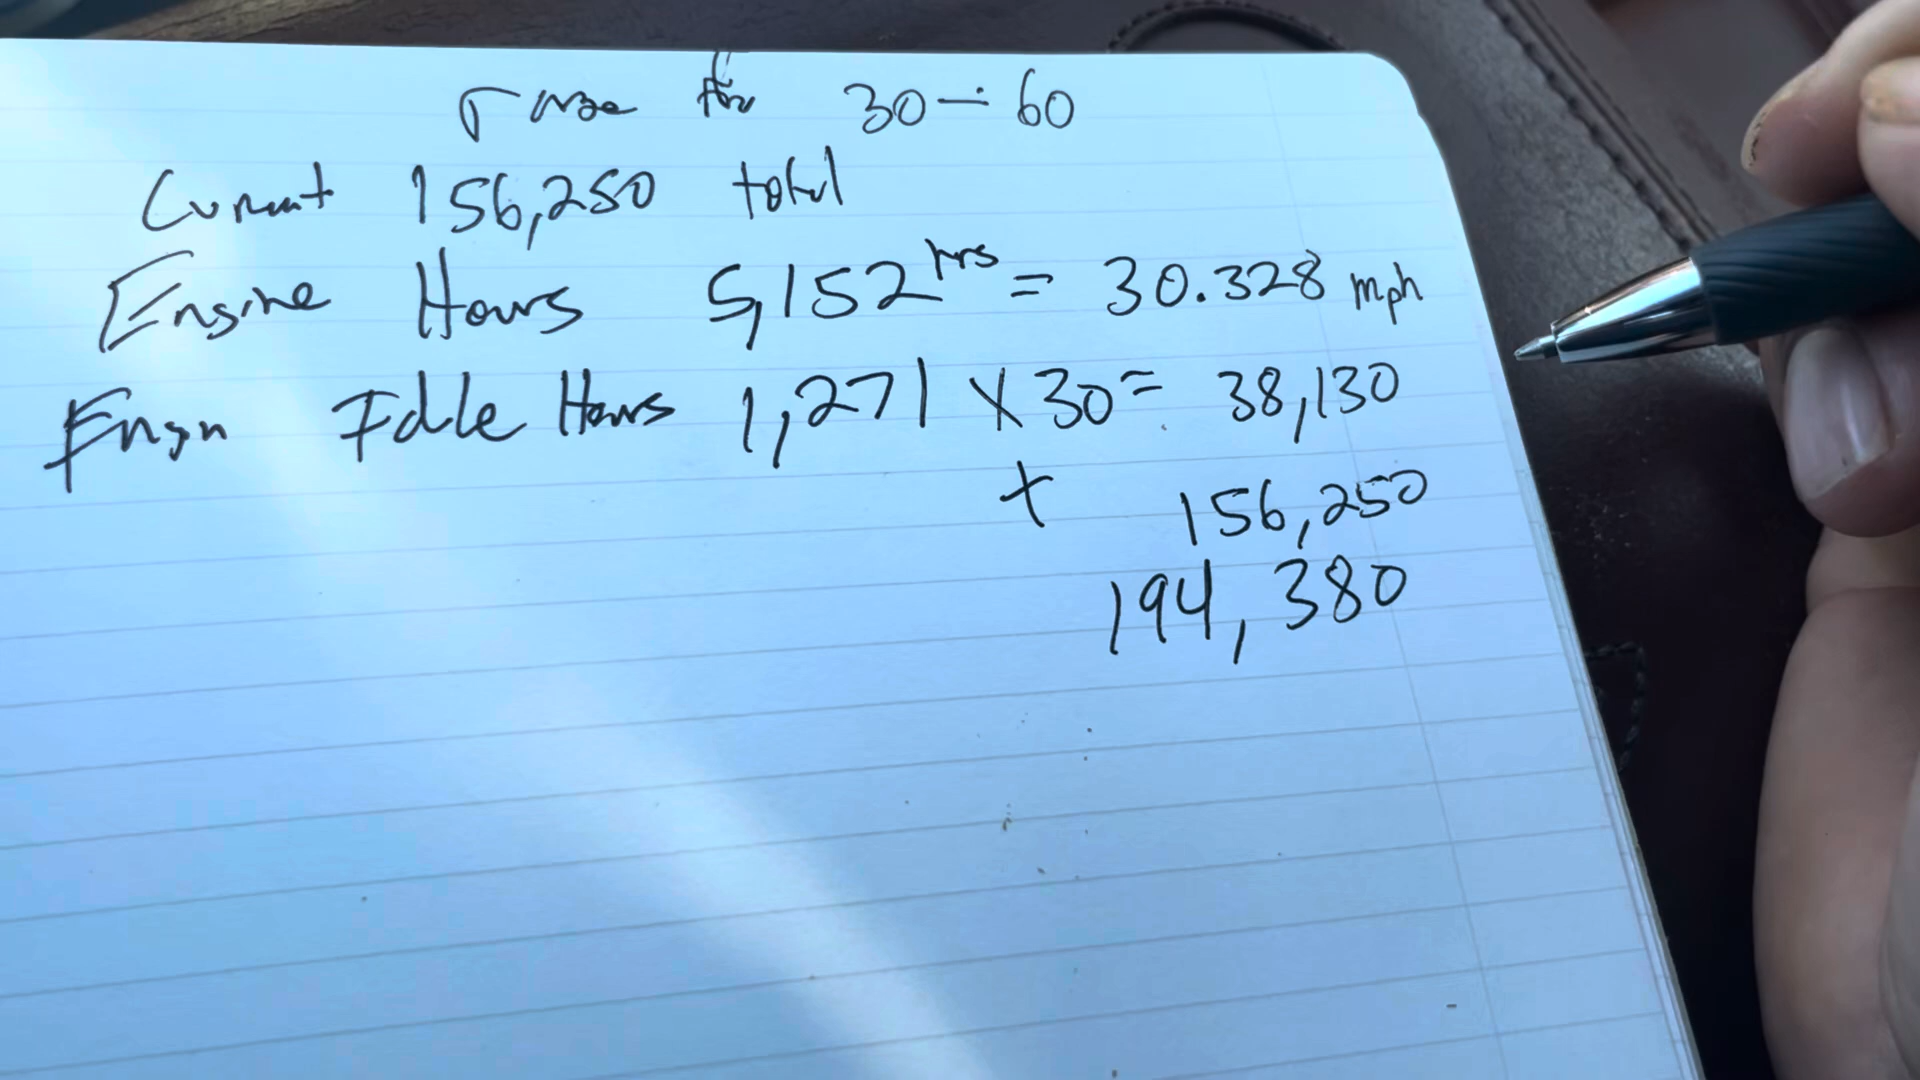 for 30-60
Current 156,250 total
Engine Hours 5,152 hrs = 30.328 mph
Engn Idle Hours 1,271 X 30 = 38,130
+ 156,250
194,380